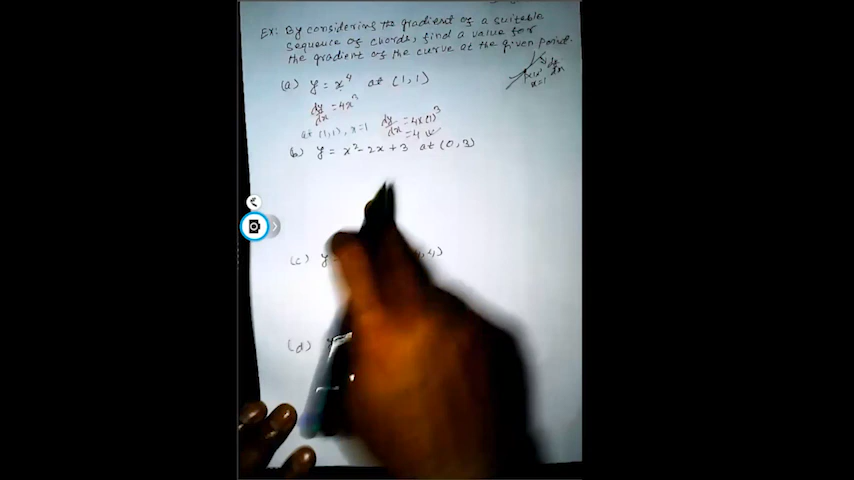 Ex: By considering the gradient of a suitable
sequence of chords, find a value for
the gradient of the curve at the given point.
(a) y = x⁴ at (1,1)
dy/dx = 4x³
at (1,1), x=1 dy/dx = 4x(1)³
= 4
(b) y = x² - 2x + 3 at (0,3)
(c) y
(d)